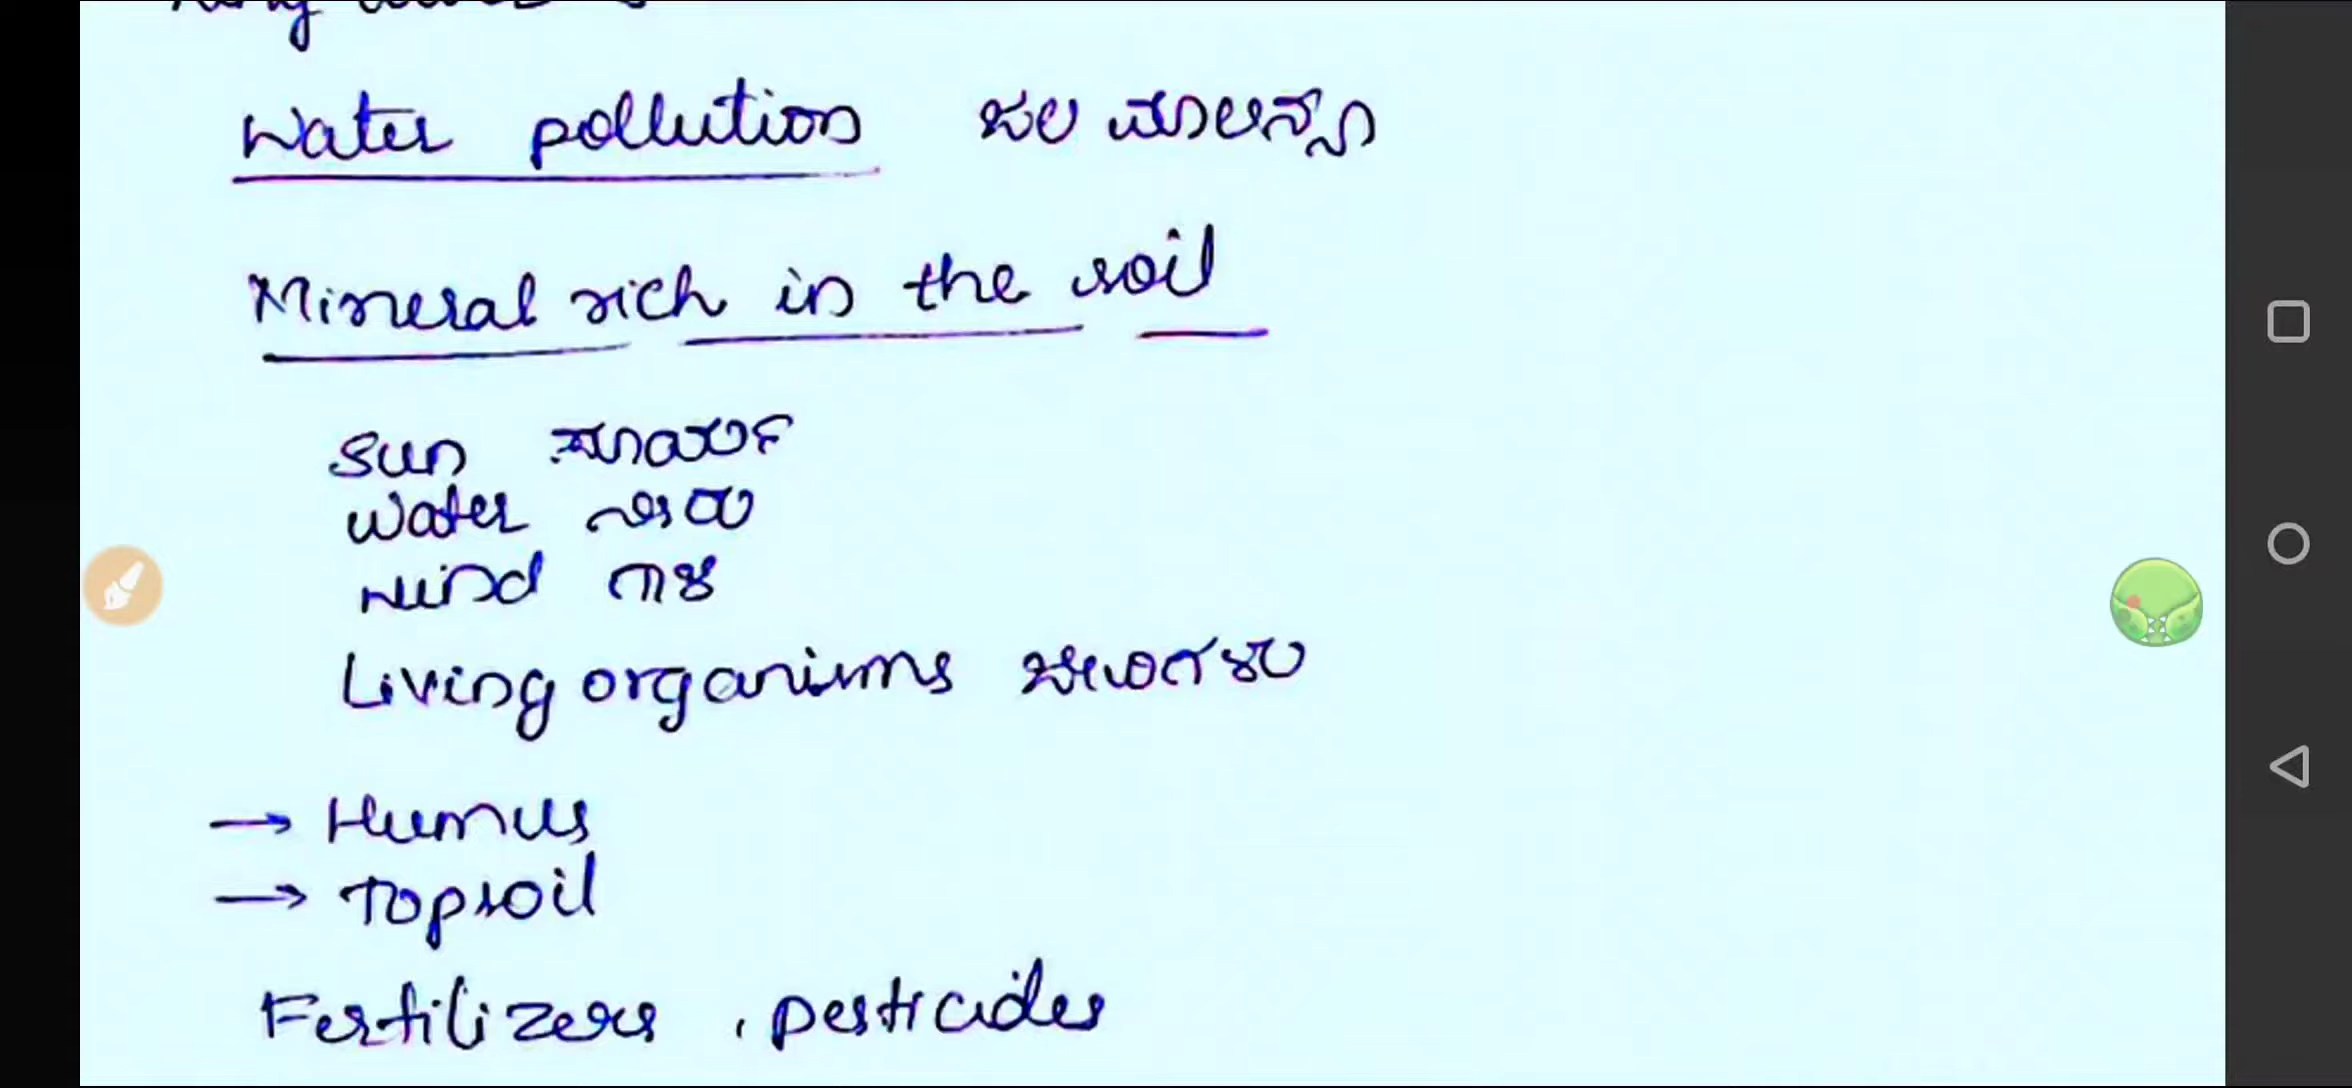 Water pollution ಜಲ ಮಾಲಿನ್ಯ
Mineral rich in the soil
Sun ಸೂರ್ಯ
Water ನೀರು
Wind ಗಾಳಿ
Living organisms ಜೀವಿಗಳು
→ Humus
→ Topsoil
Fertilizers , pesticides